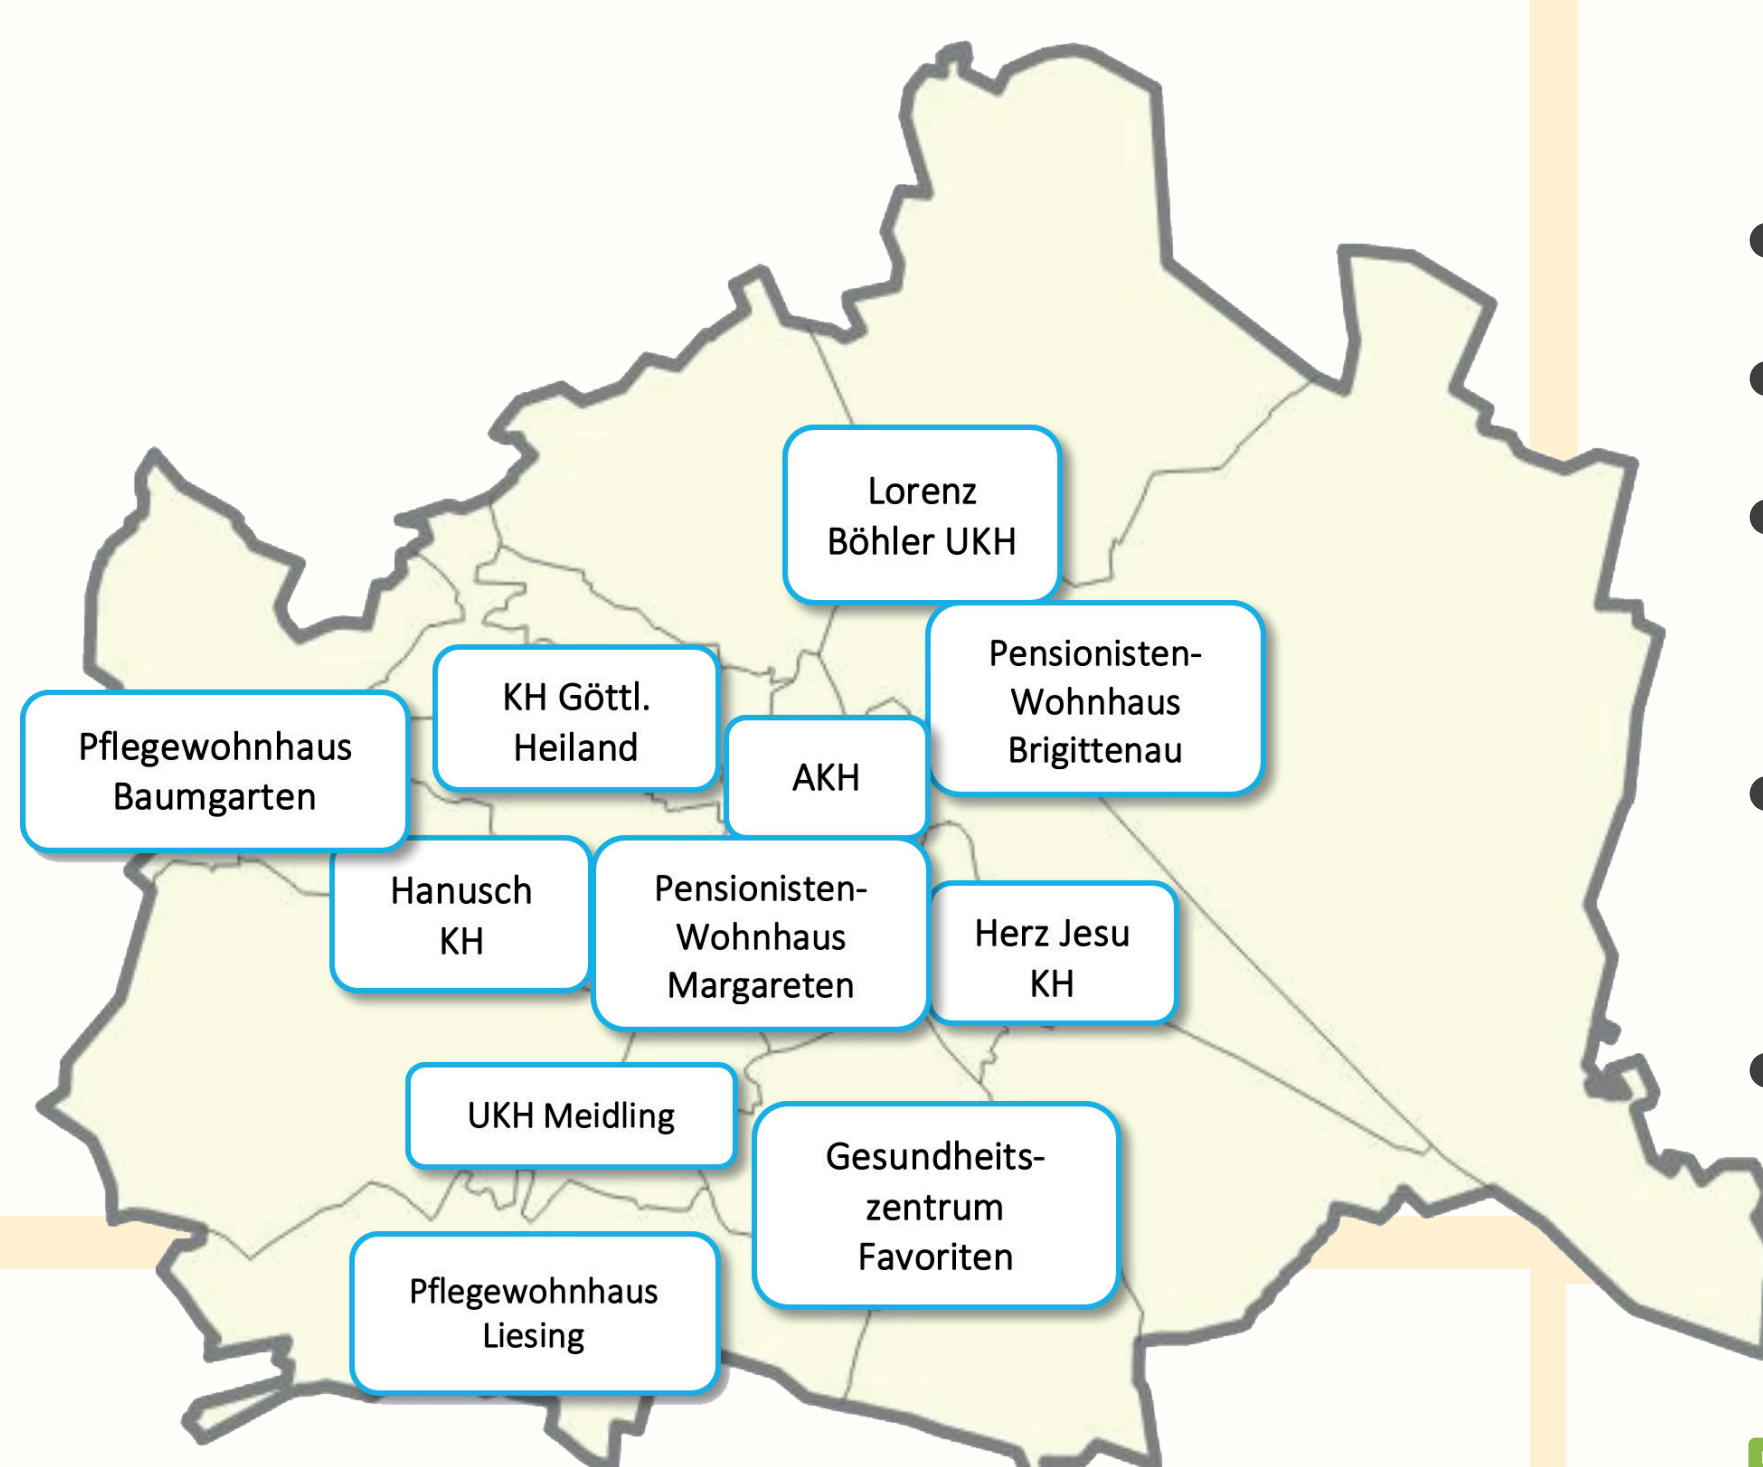 Lorenz
Böhler UKH
Pensionisten-
Wohnhaus
Brigittenau
KH Göttl.
Heiland
Pflegewohnhaus
Baumgarten
AKH
Hanusch
KH
Pensionisten-
Wohnhaus
Margareten
Herz Jesu
KH
UKH Meidling
Gesundheits-
zentrum
Favoriten
Pflegewohnhaus
Liesing